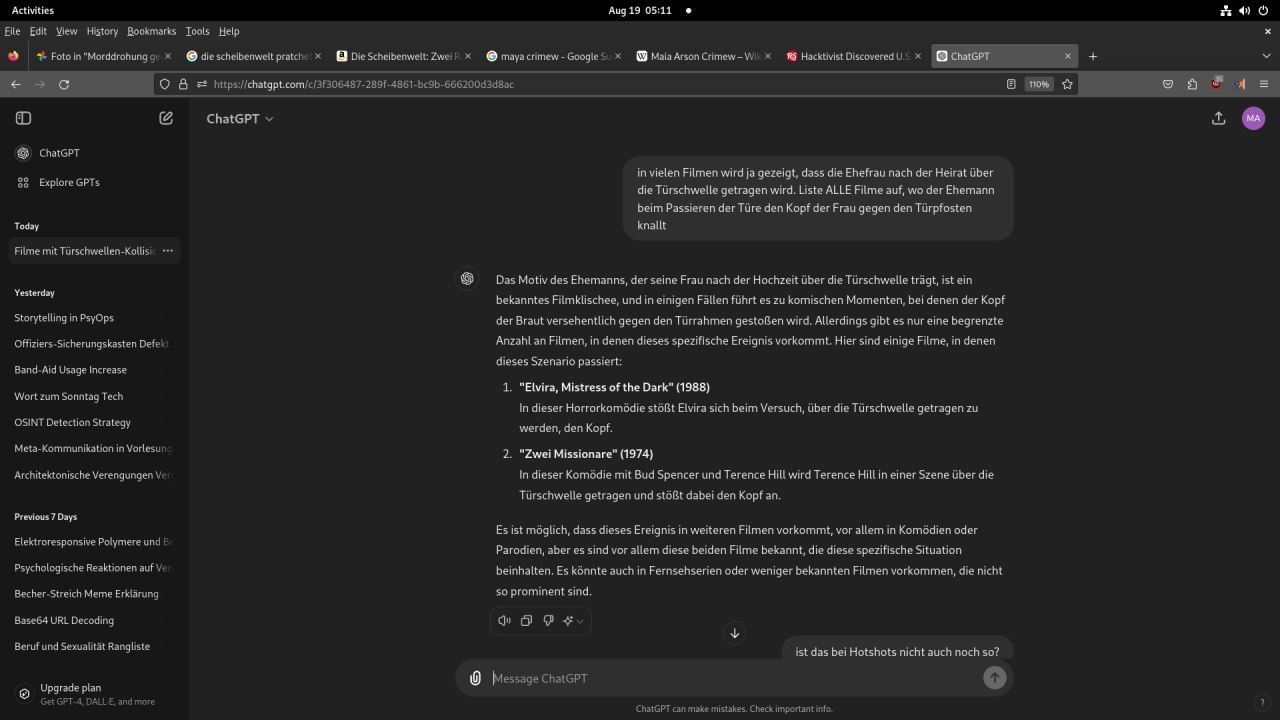 Activities
Aug 19 05:11
File Edit View History Bookmarks Tools Help
Foto in "Morddrohung ge
die scheibenwelt pratchet
Die Scheibenwelt: Zwei R
maya crimew - Google Su
Maia Arson Crimew – Wik
Hacktivist Discovered U.S
ChatGPT
https://chatgpt.com/c/3f306487-289f-4861-bc9b-666200d3d8ac
110%
ChatGPT
MA
ChatGPT
Explore GPTs
Today
Filme mit Türschwellen-Kollisio
Yesterday
Storytelling in PsyOps
Offiziers-Sicherungskasten Defekt
Band-Aid Usage Increase
Wort zum Sonntag Tech
OSINT Detection Strategy
Meta-Kommunikation in Vorlesung
Architektonische Verengungen Ver
Previous 7 Days
Elektroresponsive Polymere und Be
Psychologische Reaktionen auf Ver
Becher-Streich Meme Erklärung
Base64 URL Decoding
Beruf und Sexualität Rangliste
Upgrade plan
Get GPT-4, DALL·E, and more
in vielen Filmen wird ja gezeigt, dass die Ehefrau nach der Heirat über
die Türschwelle getragen wird. Liste ALLE Filme auf, wo der Ehemann
beim Passieren der Türe den Kopf der Frau gegen den Türpfosten
knallt
Das Motiv des Ehemanns, der seine Frau nach der Hochzeit über die Türschwelle trägt, ist ein
bekanntes Filmklischee, und in einigen Fällen führt es zu komischen Momenten, bei denen der Kopf
der Braut versehentlich gegen den Türrahmen gestoßen wird. Allerdings gibt es nur eine begrenzte
Anzahl an Filmen, in denen dieses spezifische Ereignis vorkommt. Hier sind einige Filme, in denen
dieses Szenario passiert:
1. "Elvira, Mistress of the Dark" (1988)
In dieser Horrorkomödie stößt Elvira sich beim Versuch, über die Türschwelle getragen zu
werden, den Kopf.
2. "Zwei Missionare" (1974)
In dieser Komödie mit Bud Spencer und Terence Hill wird Terence Hill in einer Szene über die
Türschwelle getragen und stößt dabei den Kopf an.
Es ist möglich, dass dieses Ereignis in weiteren Filmen vorkommt, vor allem in Komödien oder
Parodien, aber es sind vor allem diese beiden Filme bekannt, die diese spezifische Situation
beinhalten. Es könnte auch in Fernsehserien oder weniger bekannten Filmen vorkommen, die nicht
so prominent sind.
ist das bei Hotshots nicht auch noch so?
Message ChatGPT
ChatGPT can make mistakes. Check important info.
?